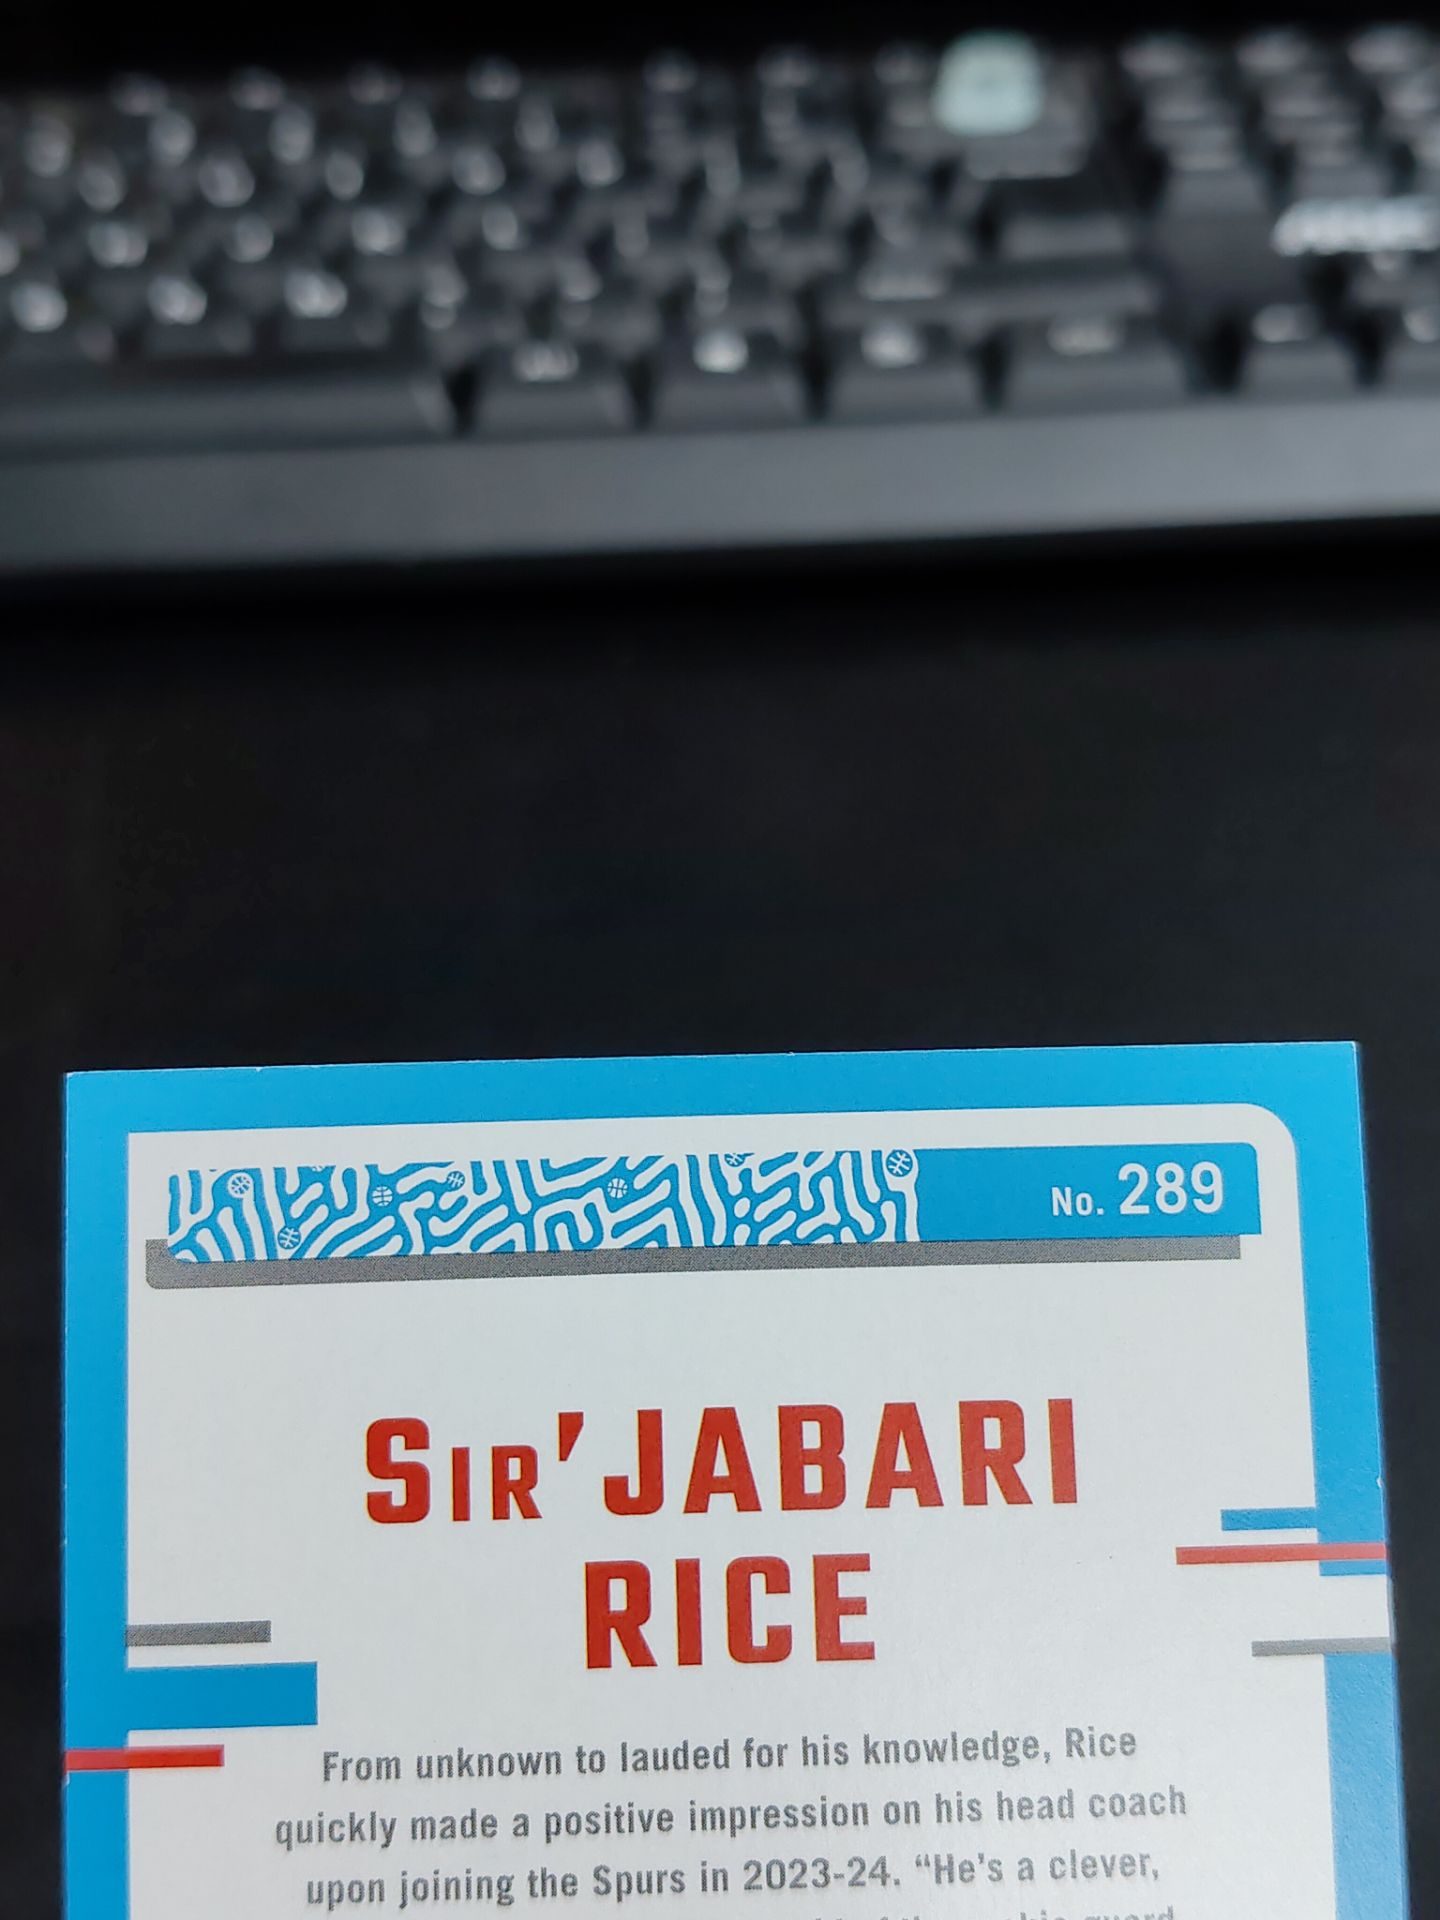 No. 289
SIR'JABARI
RICE
From unknown to lauded for his knowledge, Rice
quickly made a positive impression on his head coach
upon joining the Spurs in 2023-24. “He’s a clever,